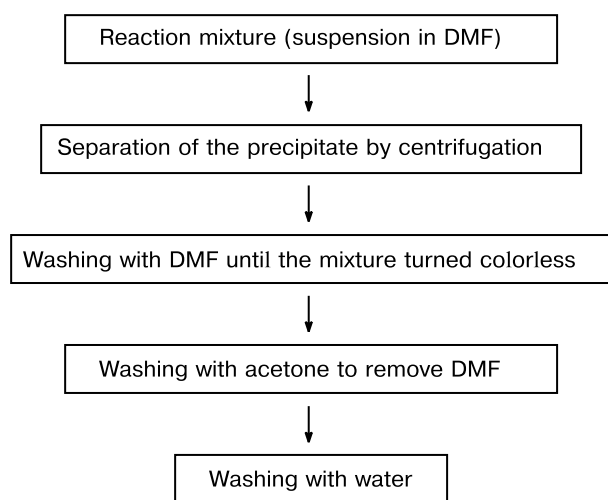 Reaction mixture (suspension in DMF)
Separation of the precipitate by centrifugation
Washing with DMF until the mixture turned colorless
Washing with acetone to remove DMF
Washing with water